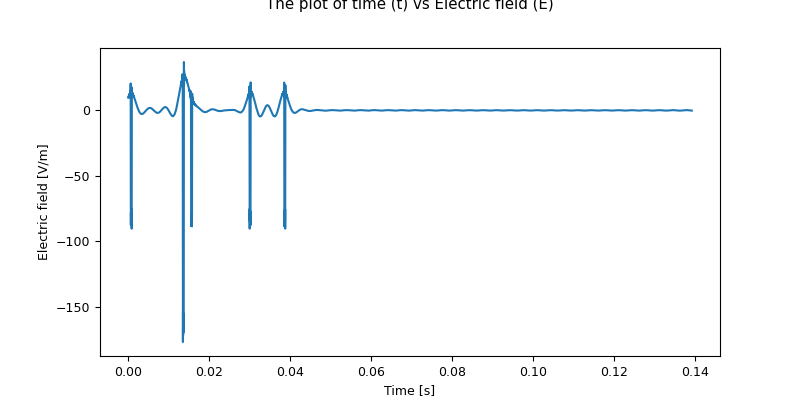 The plot of time (t) vs Electric field (E)
Electric field [V/m]
0
−50
−100
−150
0.00 0.02 0.04 0.06 0.08 0.10 0.12 0.14
Time [s]